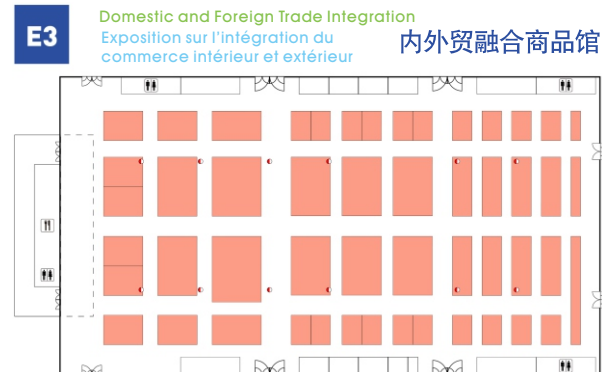 E3
Domestic and Foreign Trade Integration
Exposition sur l'intégration du
commerce intérieur et extérieur
内外贸融合商品馆